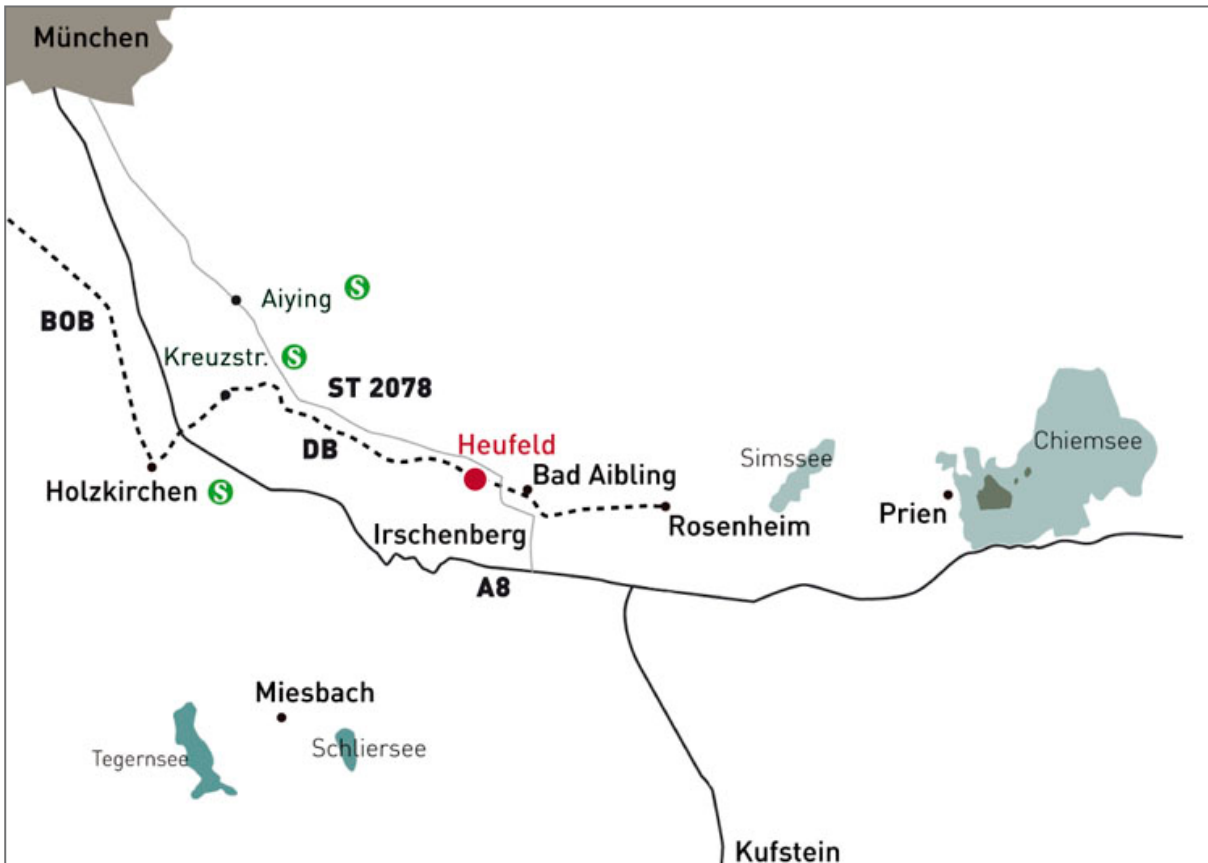 München
Aiying S
BOB
Kreuzstr. S
ST 2078
DB
Heufeld
Bad Aibling
Simssee
Chiemsee
Holzkirchen S
Irschenberg
Rosenheim
Prien
A8
Miesbach
Tegernsee
Schliersee
Kufstein